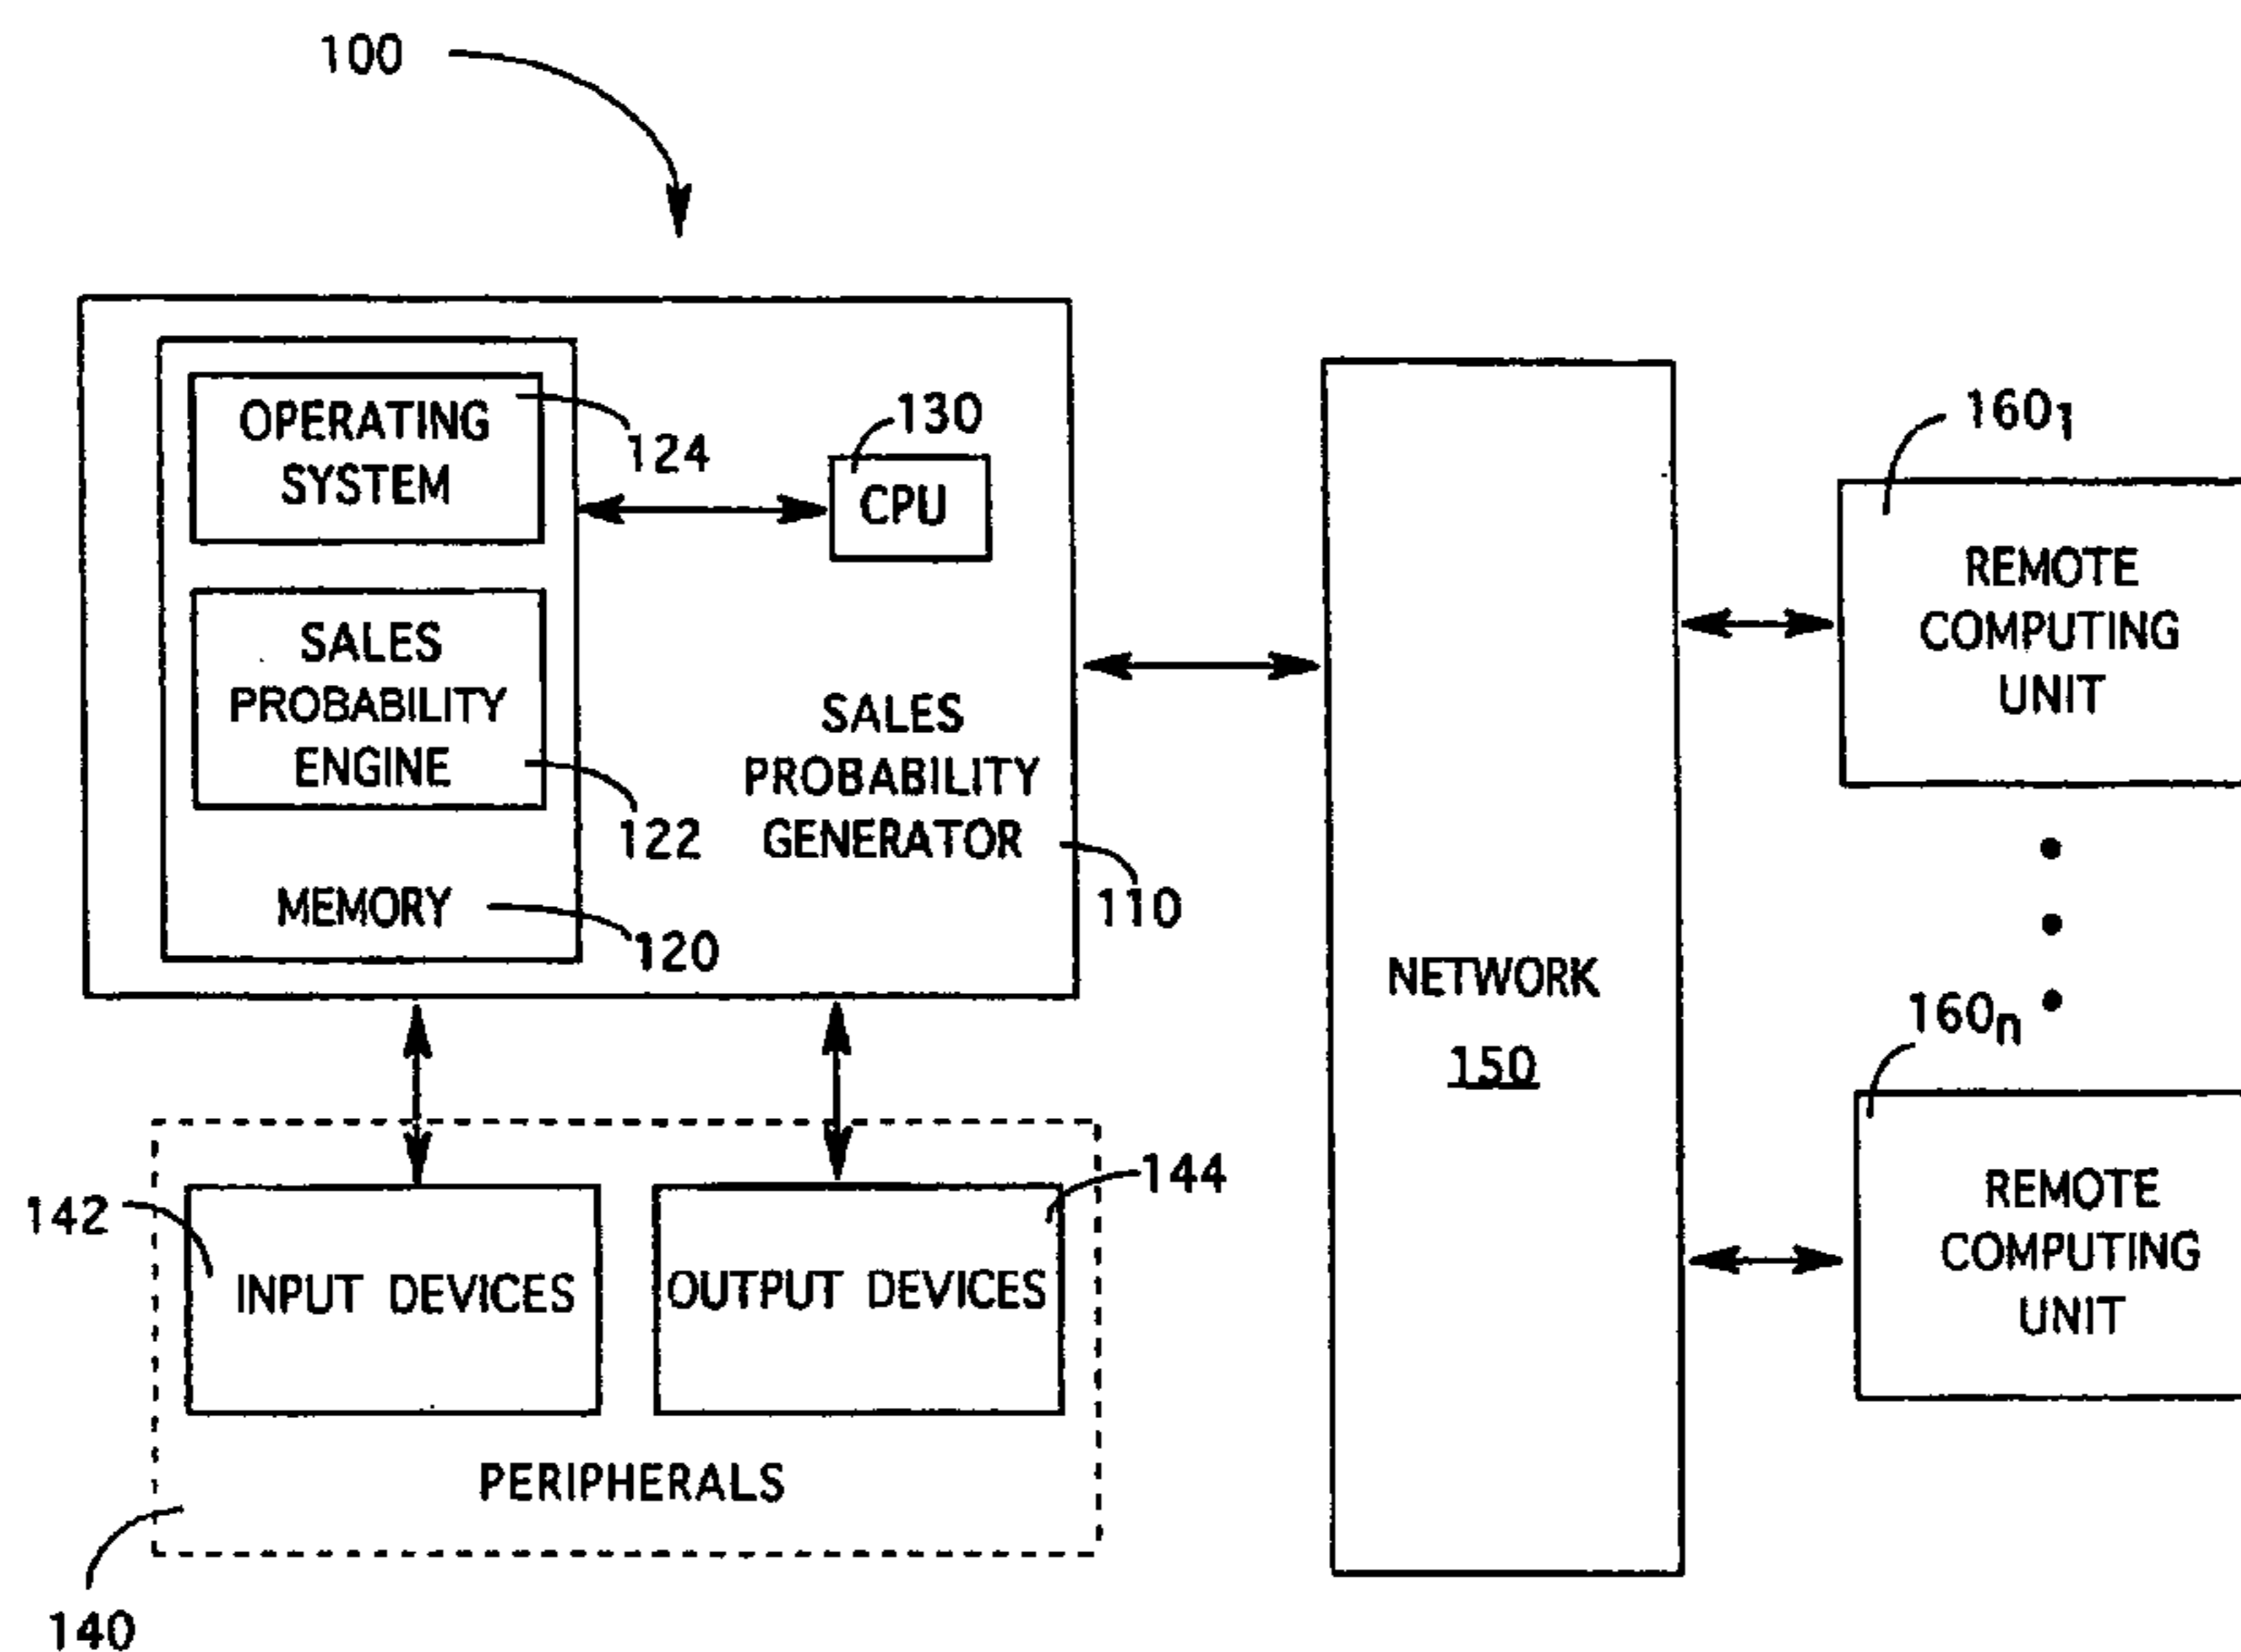 100
OPERATING
SYSTEM
124
130
CPU
SALES
PROBABILITY
ENGINE
122
MEMORY
120
SALES
PROBABILITY
GENERATOR
110
NETWORK
150
160₁
REMOTE
COMPUTING
UNIT
160ₙ
REMOTE
COMPUTING
UNIT
142
INPUT DEVICES
144
OUTPUT DEVICES
PERIPHERALS
140